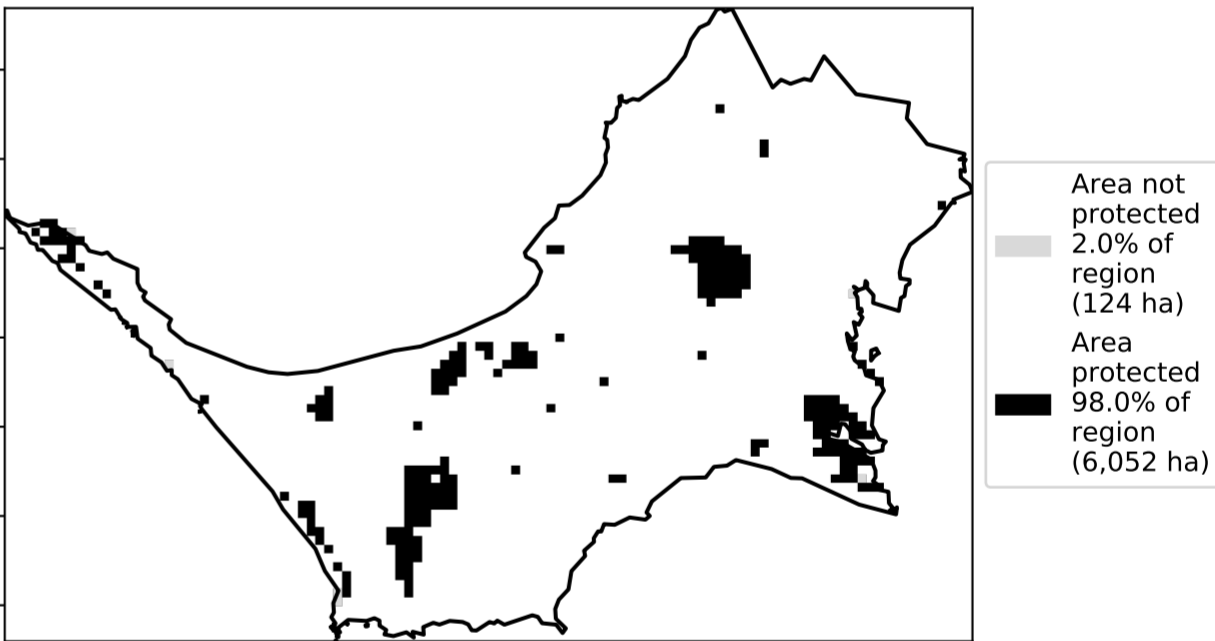 Area not
protected
2.0% of
region
(124 ha)
Area
protected
98.0% of
region
(6,052 ha)